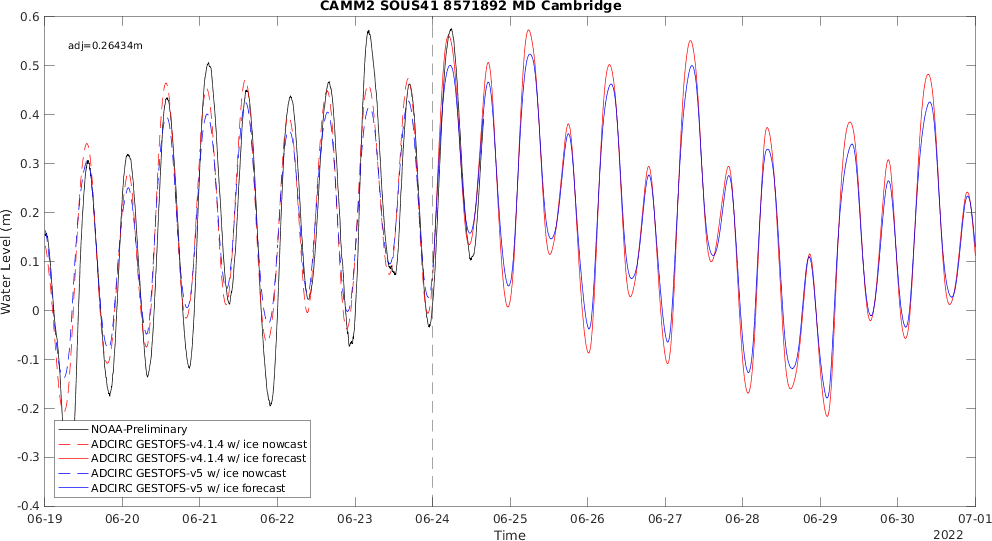 CAMM2 SOUS41 8571892 MD Cambridge
adj=0.26434m
0.6
0.5
0.4
0.3
0.2
0.1
0
-0.1
-0.2
-0.3
-0.4
Water Level (m)
NOAA-Preliminary
ADCIRC GESTOFS-v4.1.4 w/ ice nowcast
ADCIRC GESTOFS-v4.1.4 w/ ice forecast
ADCIRC GESTOFS-v5 w/ ice nowcast
ADCIRC GESTOFS-v5 w/ ice forecast
06-19 06-20 06-21 06-22 06-23 06-24 06-25 06-26 06-27 06-28 06-29 06-30 07-01
Time
2022